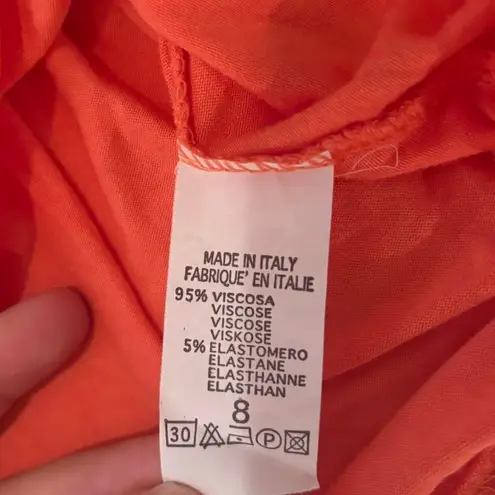 MADE IN ITALY
FABRIQUE' EN ITALIE
95% VISCOSA
VISCOSE
VISCOSE
VISKOSE
5% ELASTOMERO
ELASTANE
ELASTHANNE
ELASTHAN
8
30 P